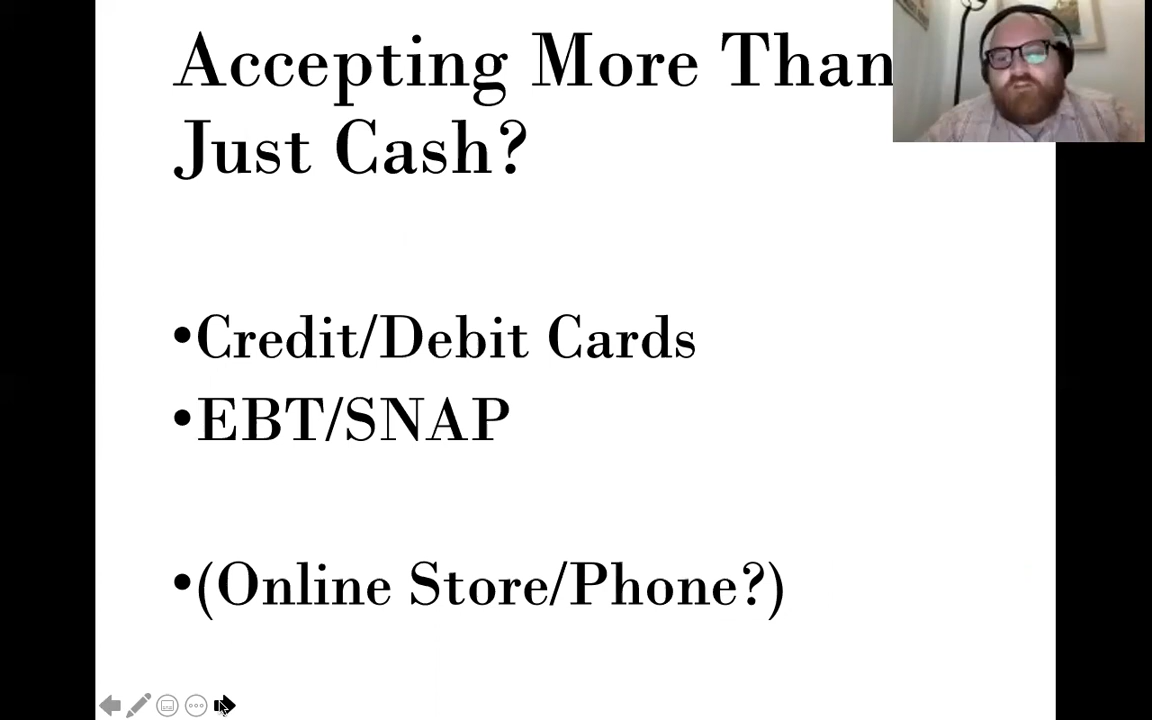 Accepting More Than
Just Cash?
•Credit/Debit Cards
•EBT/SNAP
•(Online Store/Phone?)